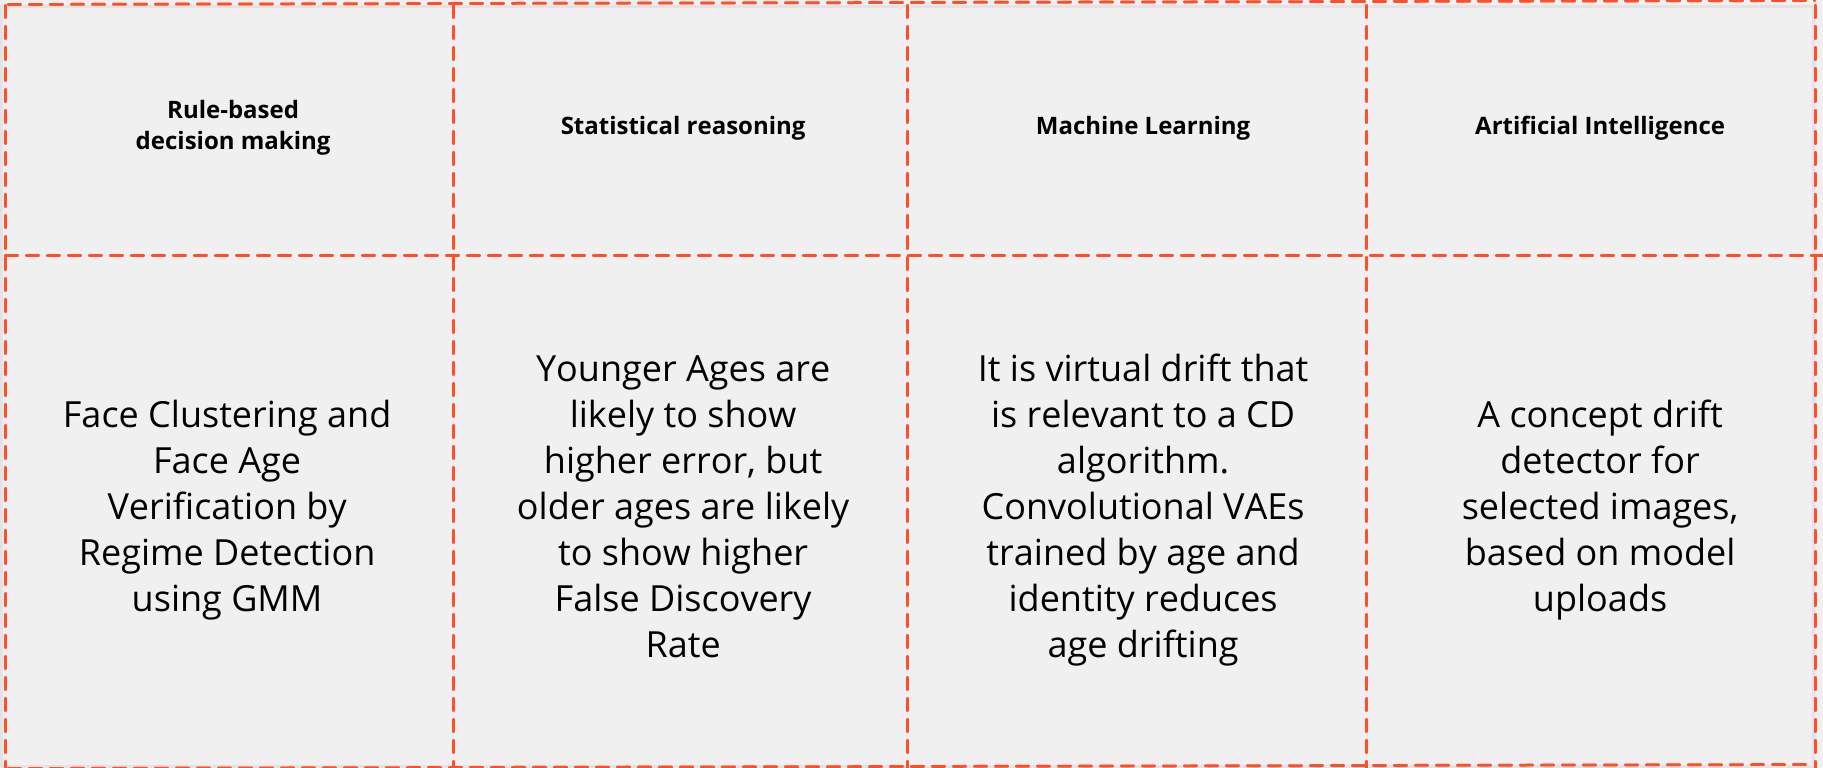 Rule-based
decision making
Statistical reasoning
Machine Learning
Artificial Intelligence
Face Clustering and
Face Age
Verification by
Regime Detection
using GMM
Younger Ages are
likely to show
higher error, but
older ages are likely
to show higher
False Discovery
Rate
It is virtual drift that
is relevant to a CD
algorithm.
Convolutional VAEs
trained by age and
identity reduces
age drifting
A concept drift
detector for
selected images,
based on model
uploads